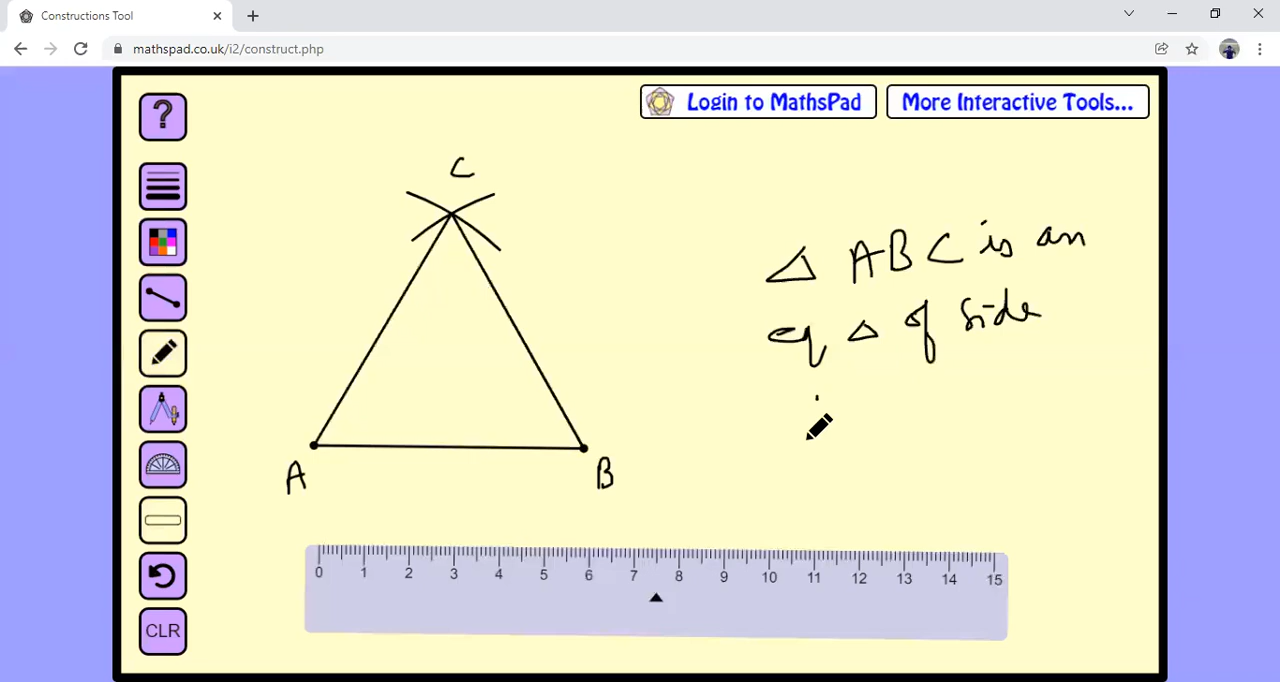 Constructions Tool
mathspad.co.uk/i2/construct.php
Login to MathsPad
More Interactive Tools...
?
CLR
C
A
B
△ ABC is an
eq △ of side
0 1 2 3 4 5 6 7 8 9 10 11 12 13 14 15